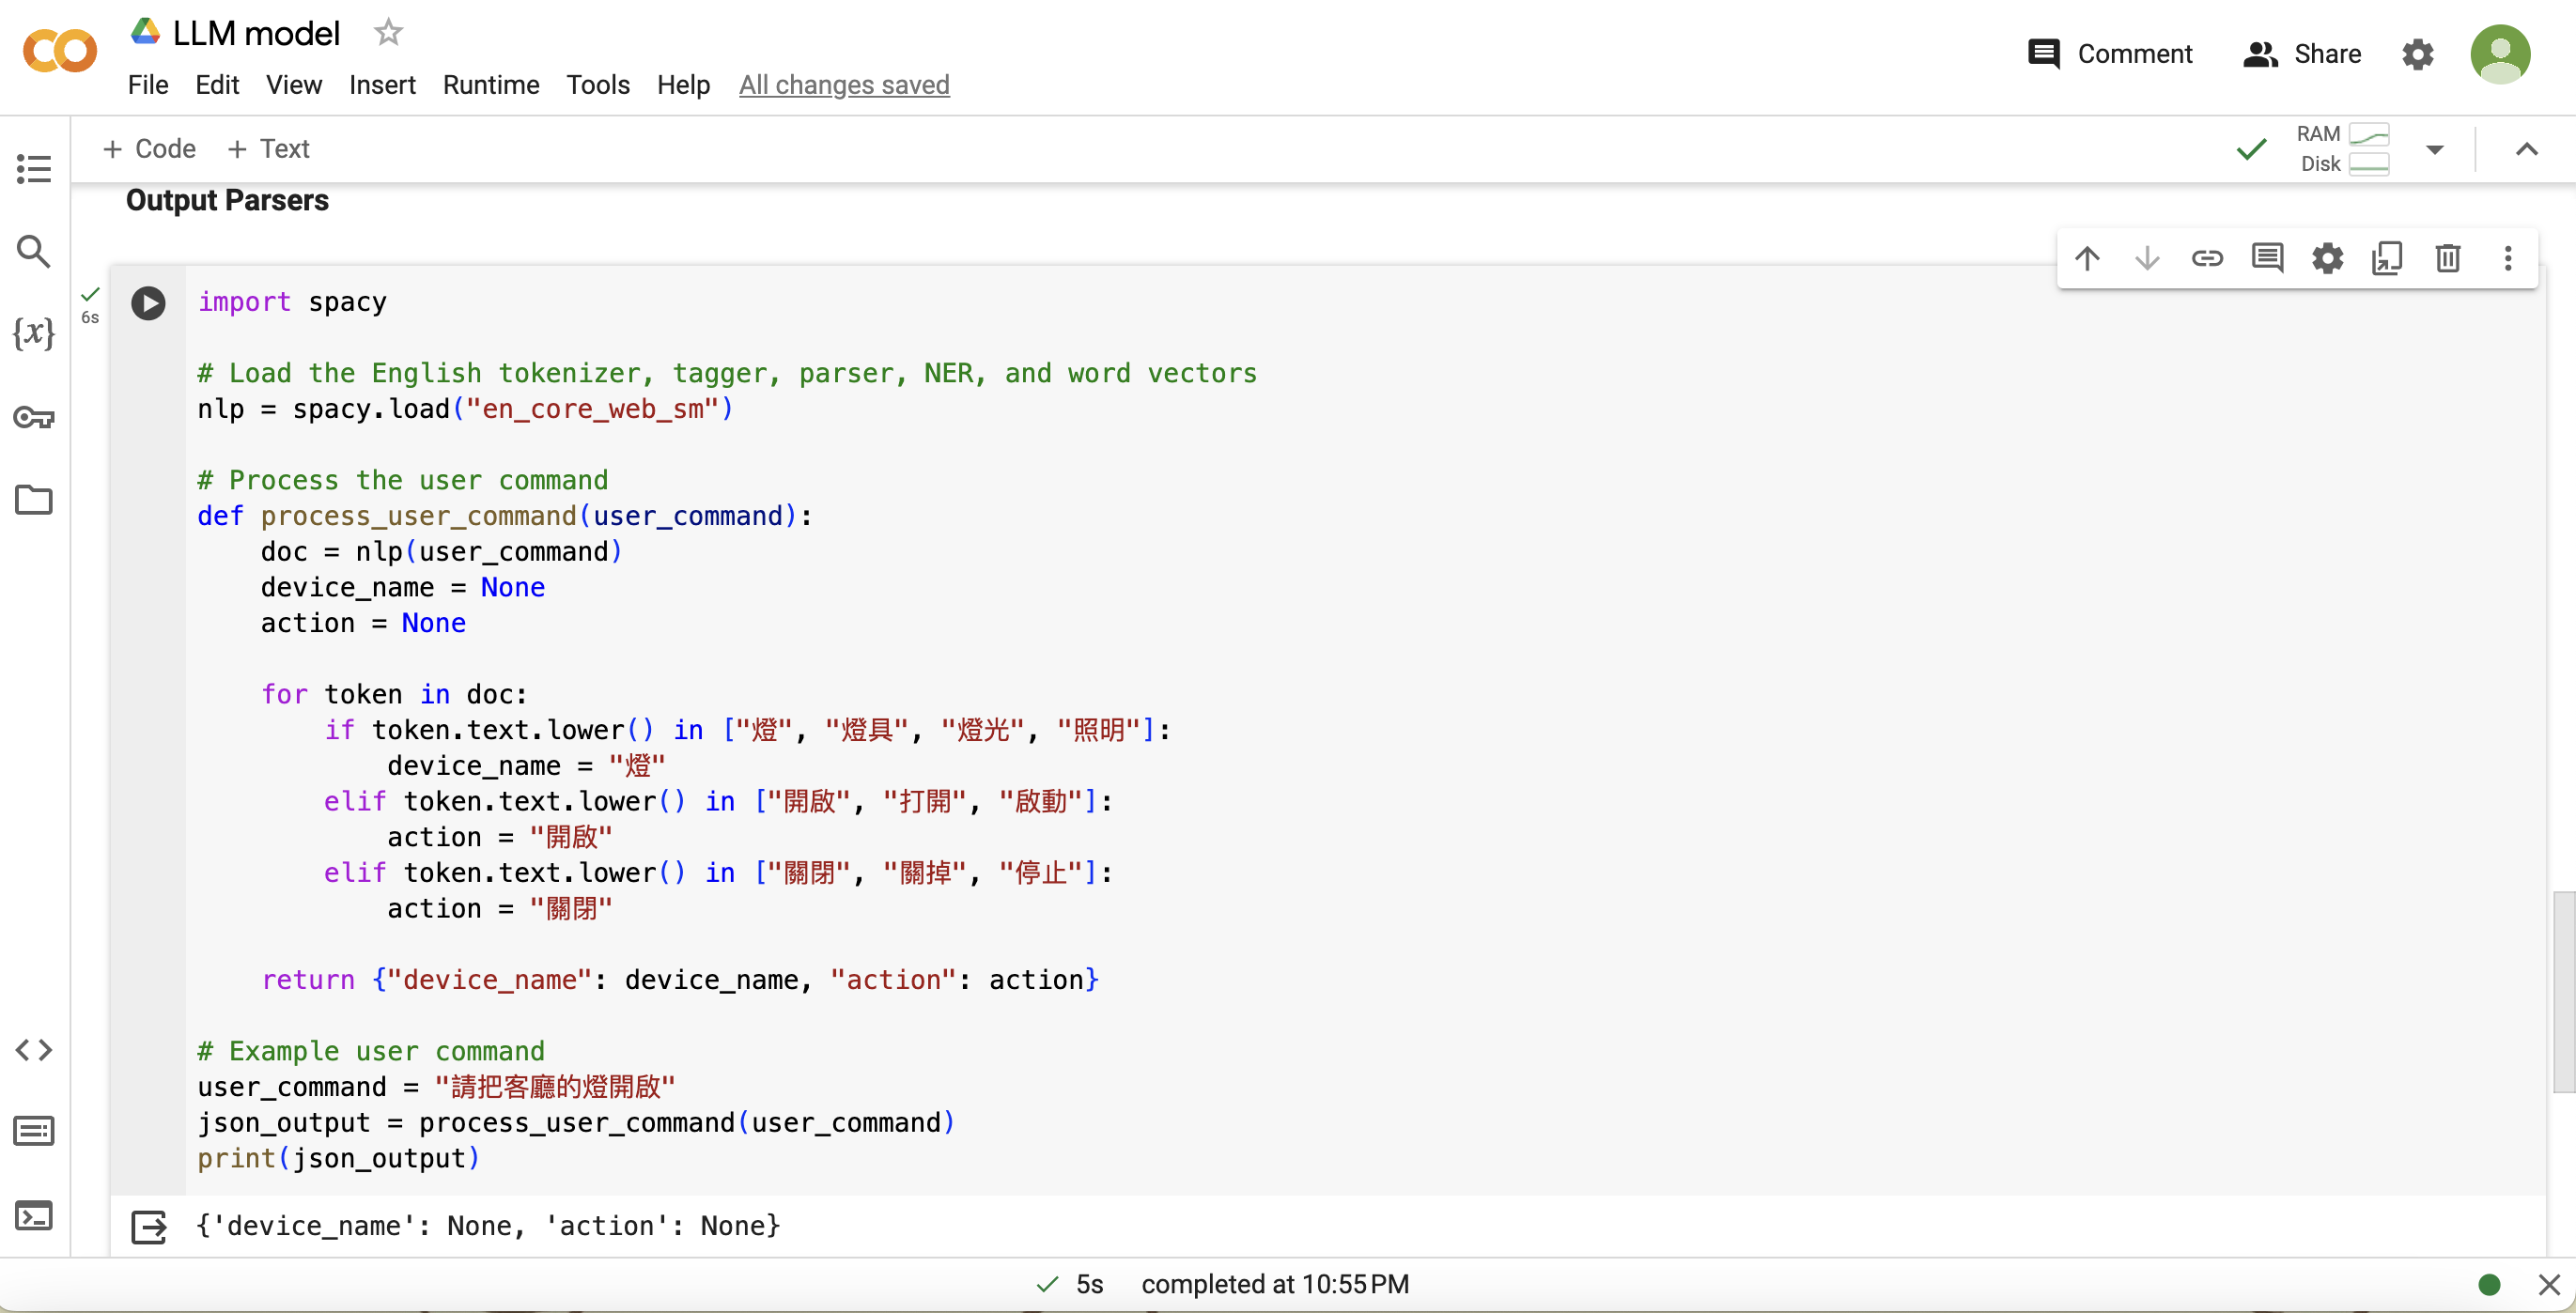 LLM model
Comment
Share
File Edit View Insert Runtime Tools Help All changes saved
+ Code + Text
RAM
Disk
Output Parsers
{x}
6s
import spacy
# Load the English tokenizer, tagger, parser, NER, and word vectors
nlp = spacy.load("en_core_web_sm")
# Process the user command
def process_user_command(user_command):
    doc = nlp(user_command)
    device_name = None
    action = None
    for token in doc:
        if token.text.lower() in ["燈", "燈具", "燈光", "照明"]:
            device_name = "燈"
        elif token.text.lower() in ["開啟", "打開", "啟動"]:
            action = "開啟"
        elif token.text.lower() in ["關閉", "關掉", "停止"]:
            action = "關閉"
    return {"device_name": device_name, "action": action}
# Example user command
user_command = "請把客廳的燈開啟"
json_output = process_user_command(user_command)
print(json_output)
{'device_name': None, 'action': None}
5s completed at 10:55 PM